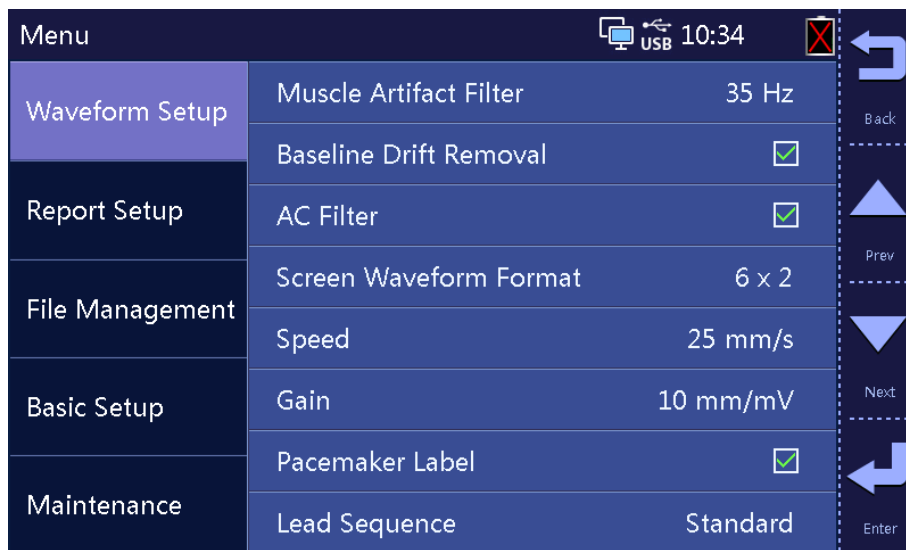 Menu
USB 10:34
Back
Waveform Setup
Muscle Artifact Filter 35 Hz
Baseline Drift Removal
Report Setup
AC Filter
Prev
Screen Waveform Format 6 x 2
File Management
Speed 25 mm/s
Next
Basic Setup
Gain 10 mm/mV
Pacemaker Label
Maintenance
Lead Sequence Standard
Enter